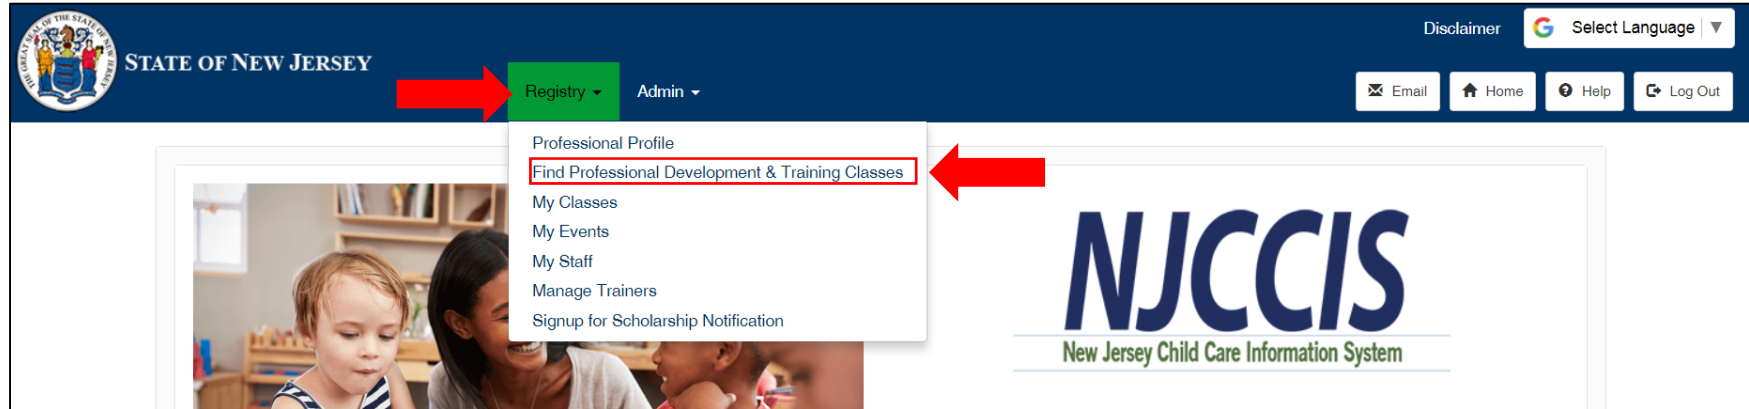 Disclaimer
Select Language
STATE OF NEW JERSEY
Registry
Admin
Email
Home
Help
Log Out
Professional Profile
Find Professional Development & Training Classes
My Classes
My Events
My Staff
Manage Trainers
Signup for Scholarship Notification
NJCCIS
New Jersey Child Care Information System